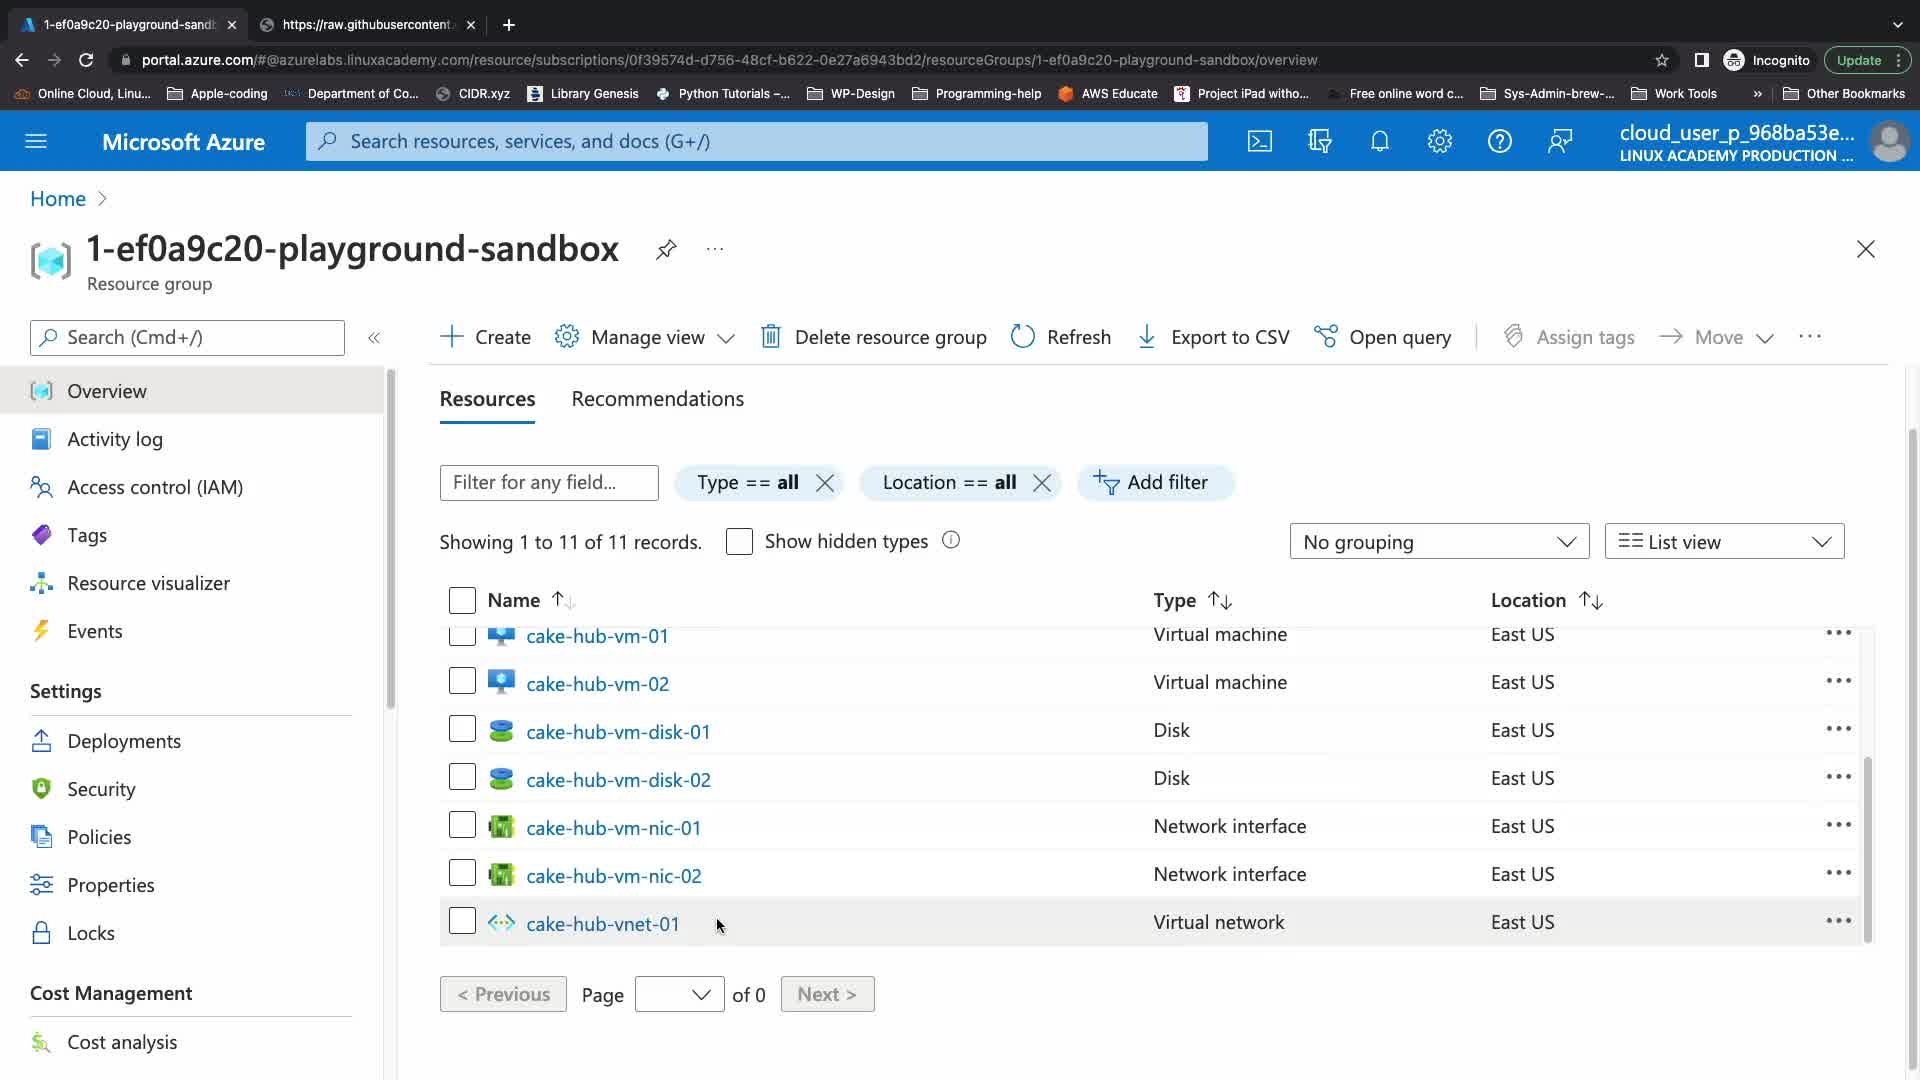 1-ef0a9c20-playground-sandb
https://raw.githubusercontent.
portal.azure.com/#@azurelabs.linuxacademy.com/resource/subscriptions/0f39574d-d756-48cf-b622-0e27a6943bd2/resourceGroups/1-ef0a9c20-playground-sandbox/overview
Incognito
Update
Online Cloud, Linu...
Apple-coding
Department of Co...
CIDR.xyz
Library Genesis
Python Tutorials –...
WP-Design
Programming-help
AWS Educate
Project iPad witho...
Free online word c...
Sys-Admin-brew-...
Work Tools
»
Other Bookmarks
Microsoft Azure
Search resources, services, and docs (G+/)
cloud_user_p_968ba53e...
LINUX ACADEMY PRODUCTION ...
Home >
1-ef0a9c20-playground-sandbox
...
Resource group
Search (Cmd+/)
«
Create
Manage view
Delete resource group
Refresh
Export to CSV
Open query
Assign tags
Move
...
Overview
Activity log
Access control (IAM)
Tags
Resource visualizer
Events
Settings
Deployments
Security
Policies
Properties
Locks
Cost Management
Cost analysis
Resources
Recommendations
Filter for any field...
Type == all
Location == all
Add filter
Showing 1 to 11 of 11 records.
Show hidden types
No grouping
List view
Name ↑↓
Type ↑↓
Location ↑↓
cake-hub-vm-01 Virtual machine East US ...
cake-hub-vm-02 Virtual machine East US ...
cake-hub-vm-disk-01 Disk East US ...
cake-hub-vm-disk-02 Disk East US ...
cake-hub-vm-nic-01 Network interface East US ...
cake-hub-vm-nic-02 Network interface East US ...
cake-hub-vnet-01 Virtual network East US ...
< Previous
Page
of 0
Next >